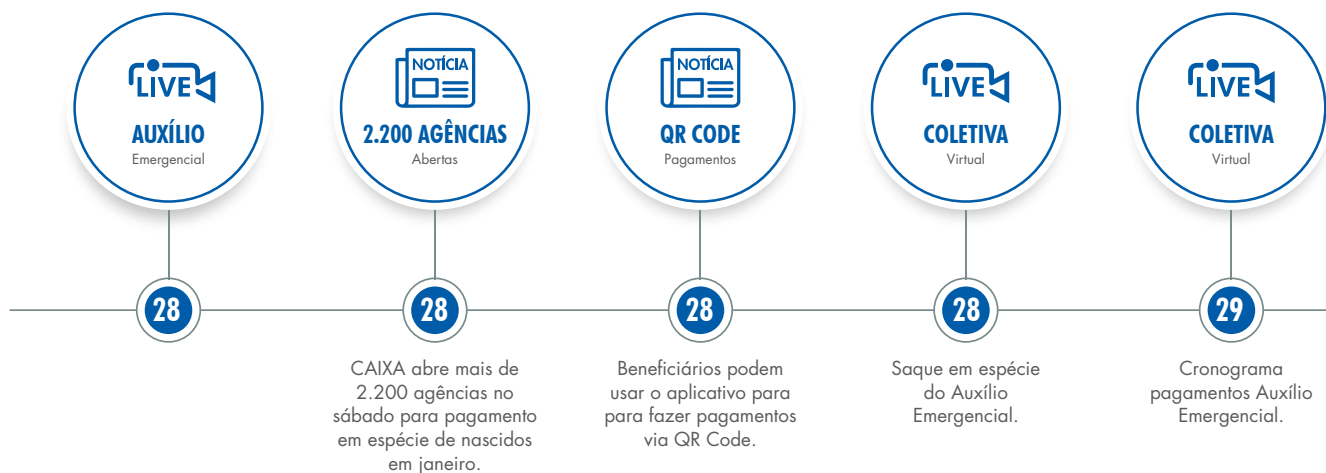 LIVE
AUXÍLIO
Emergencial
28
NOTÍCIA
2.200 AGÊNCIAS
Abertas
28
CAIXA abre mais de
2.200 agências no
sábado para pagamento
em espécie de nascidos
em janeiro.
NOTÍCIA
QR CODE
Pagamentos
28
Beneficiários podem
usar o aplicativo para
para fazer pagamentos
via QR Code.
LIVE
COLETIVA
Virtual
28
Saque em espécie
do Auxílio
Emergencial.
LIVE
COLETIVA
Virtual
29
Cronograma
pagamentos Auxílio
Emergencial.